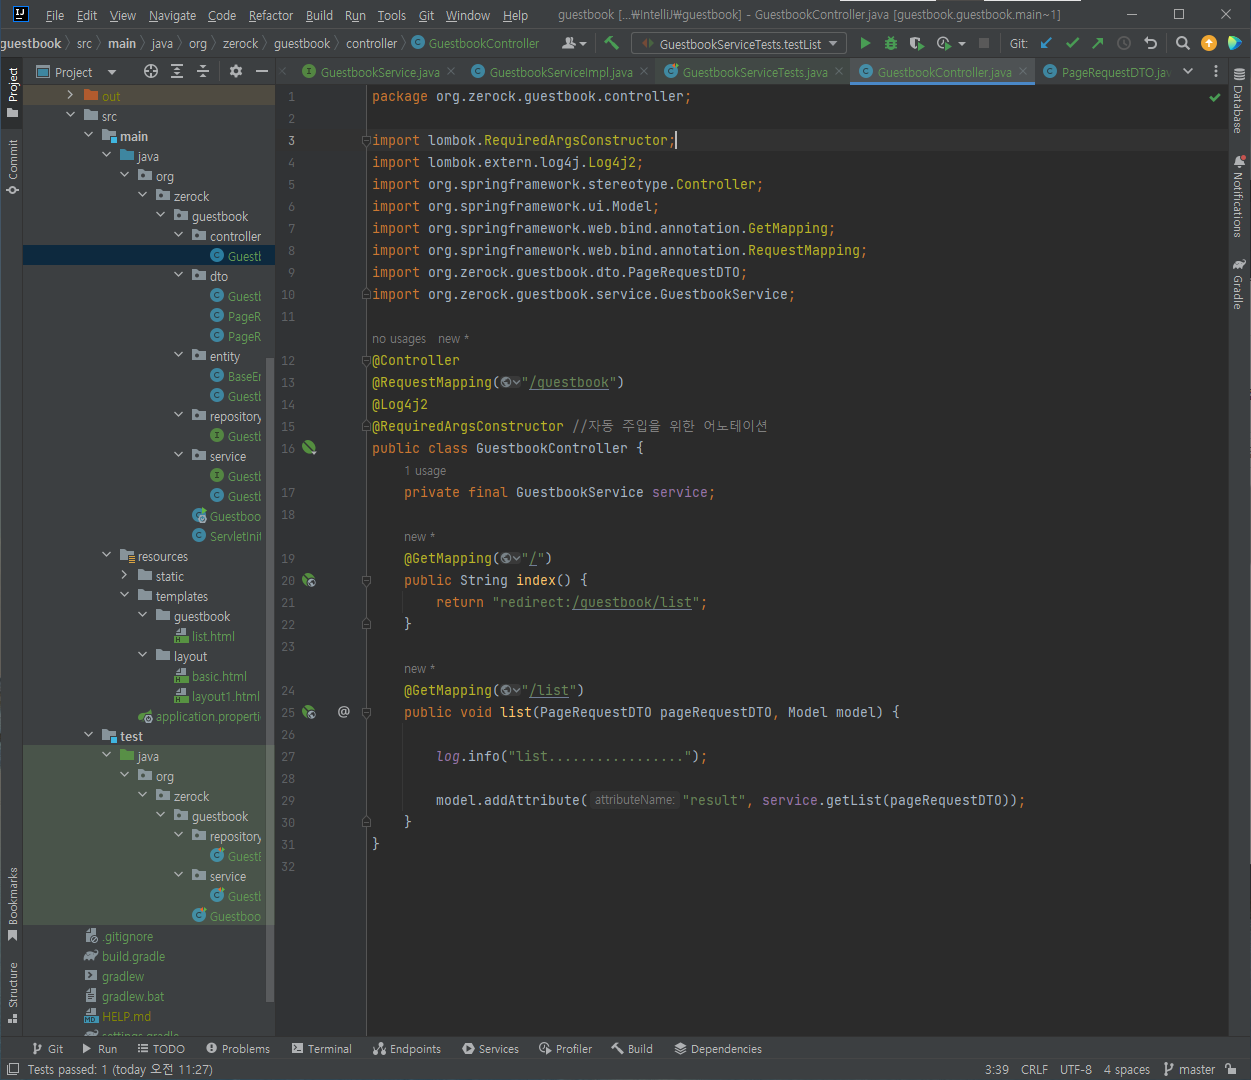 File Edit View Navigate Code Refactor Build Run Tools Git Window Help guestbook [...₩IntelliJ₩guestbook] - GuestbookController.java [guestbook.guestbook.main~1]
guestbook src main java org zerock guestbook controller GuestbookController GuestbookServiceTests.testList Git:
Project GuestbookService.java GuestbookServiceImpl.java GuestbookServiceTests.java GuestbookController.java PageRequestDTO.jav
Project
Commit
Bookmarks
Structure
out
src
main
java
org
zerock
guestbook
controller
Guestb
dto
Guestb
PageR
PageR
entity
BaseEr
Guestb
repository
Guestb
service
Guestb
Guestb
Guestboo
ServletInit
resources
static
templates
guestbook
list.html
layout
basic.html
layout1.html
application.properti
test
java
org
zerock
guestbook
repository
Guestb
service
Guestb
Guestboo
.gitignore
build.gradle
gradlew
gradlew.bat
HELP.md
settings.gradle
1 package org.zerock.guestbook.controller;
2
3 import lombok.RequiredArgsConstructor;
4 import lombok.extern.log4j.Log4j2;
5 import org.springframework.stereotype.Controller;
6 import org.springframework.ui.Model;
7 import org.springframework.web.bind.annotation.GetMapping;
8 import org.springframework.web.bind.annotation.RequestMapping;
9 import org.zerock.guestbook.dto.PageRequestDTO;
10 import org.zerock.guestbook.service.GuestbookService;
11
no usages new *
12 @Controller
13 @RequestMapping("/guestbook")
14 @Log4j2
15 @RequiredArgsConstructor //자동 주입을 위한 어노테이션
16 public class GuestbookController {
1 usage
17 private final GuestbookService service;
18
new *
19 @GetMapping("/")
20 public String index() {
21 return "redirect:/guestbook/list";
22 }
23
new *
24 @GetMapping("/list")
25 @ public void list(PageRequestDTO pageRequestDTO, Model model) {
26
27 log.info("list.................");
28
29 model.addAttribute( attributeName: "result", service.getList(pageRequestDTO));
30 }
31 }
32
Database
Notifications
Gradle
Git Run TODO Problems Terminal Endpoints Services Profiler Build Dependencies
Tests passed: 1 (today 오전 11:27) 3:39 CRLF UTF-8 4 spaces master